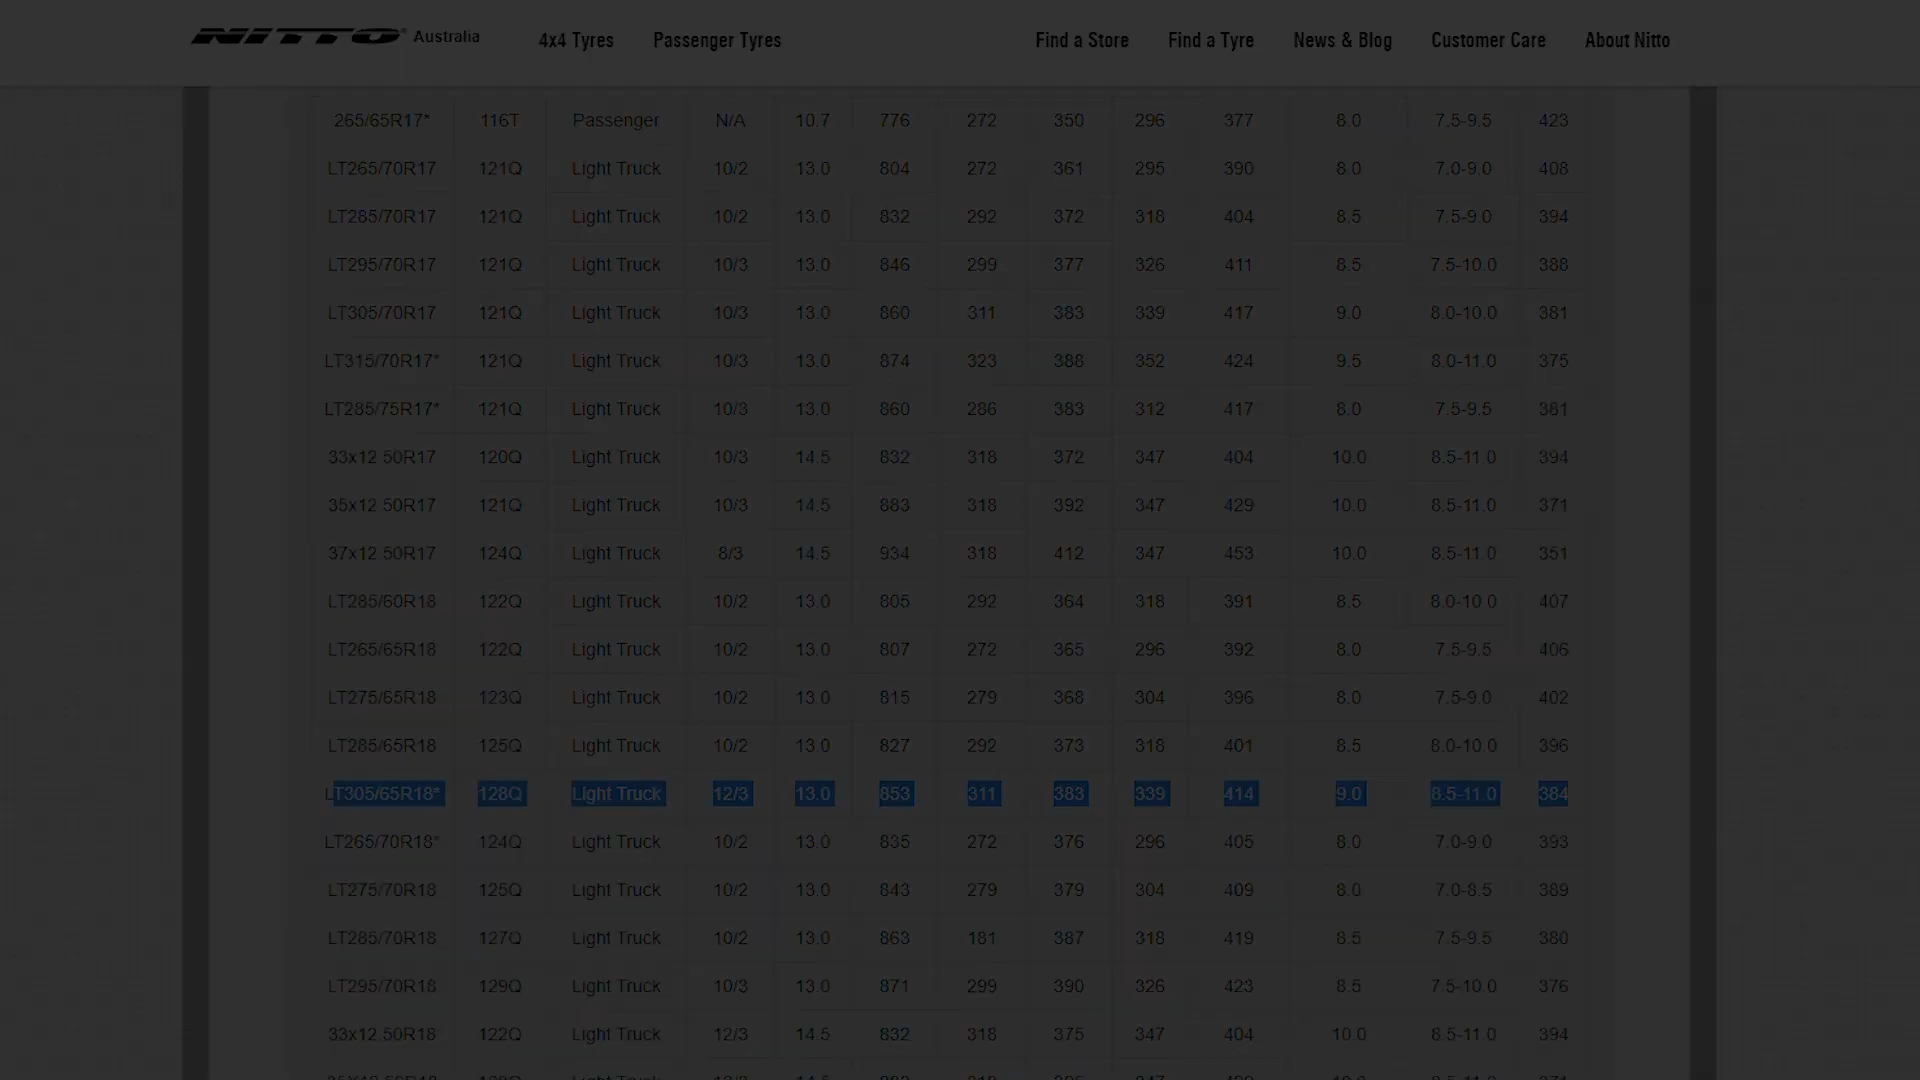 NITTO Australia 4x4 Tyres Passenger Tyres Find a Store Find a Tyre News & Blog Customer Care About Nitto
265/65R17* 116T Passenger N/A 10.7 776 272 350 296 377 8.0 7.5-9.5 423
LT265/70R17 121Q Light Truck 10/2 13.0 804 272 361 295 390 8.0 7.0-9.0 408
LT285/70R17 121Q Light Truck 10/2 13.0 832 292 372 318 404 8.5 7.5-9.0 394
LT295/70R17 121Q Light Truck 10/3 13.0 846 299 377 326 411 8.5 7.5-10.0 388
LT305/70R17 121Q Light Truck 10/3 13.0 860 311 383 339 417 9.0 8.0-10.0 381
LT315/70R17* 121Q Light Truck 10/3 13.0 874 323 388 352 424 9.5 8.0-11.0 375
LT285/75R17* 121Q Light Truck 10/3 13.0 860 286 383 312 417 8.0 7.5-9.5 381
33x12.50R17 120Q Light Truck 10/3 14.5 832 318 372 347 404 10.0 8.5-11.0 394
35x12.50R17 121Q Light Truck 10/3 14.5 883 318 392 347 429 10.0 8.5-11.0 371
37x12.50R17 124Q Light Truck 8/3 14.5 934 318 412 347 453 10.0 8.5-11.0 351
LT285/60R18 122Q Light Truck 10/2 13.0 805 292 364 318 391 8.5 8.0-10.0 407
LT265/65R18 122Q Light Truck 10/2 13.0 807 272 365 296 392 8.0 7.5-9.5 406
LT275/65R18 123Q Light Truck 10/2 13.0 815 279 368 304 396 8.0 7.5-9.0 402
LT285/65R18 125Q Light Truck 10/2 13.0 827 292 373 318 401 8.5 8.0-10.0 396
LT305/65R18* 128Q Light Truck 12/3 13.0 853 311 383 339 414 9.0 8.5-11.0 384
LT265/70R18* 124Q Light Truck 10/2 13.0 835 272 376 296 405 8.0 7.0-9.0 393
LT275/70R18 125Q Light Truck 10/2 13.0 843 279 379 304 409 8.0 7.0-8.5 389
LT285/70R18 127Q Light Truck 10/2 13.0 863 181 387 318 419 8.5 7.5-9.5 380
LT295/70R18 129Q Light Truck 10/3 13.0 871 299 390 326 423 8.5 7.5-10.0 376
33x12.50R18 122Q Light Truck 12/3 14.5 832 318 375 347 404 10.0 8.5-11.0 394